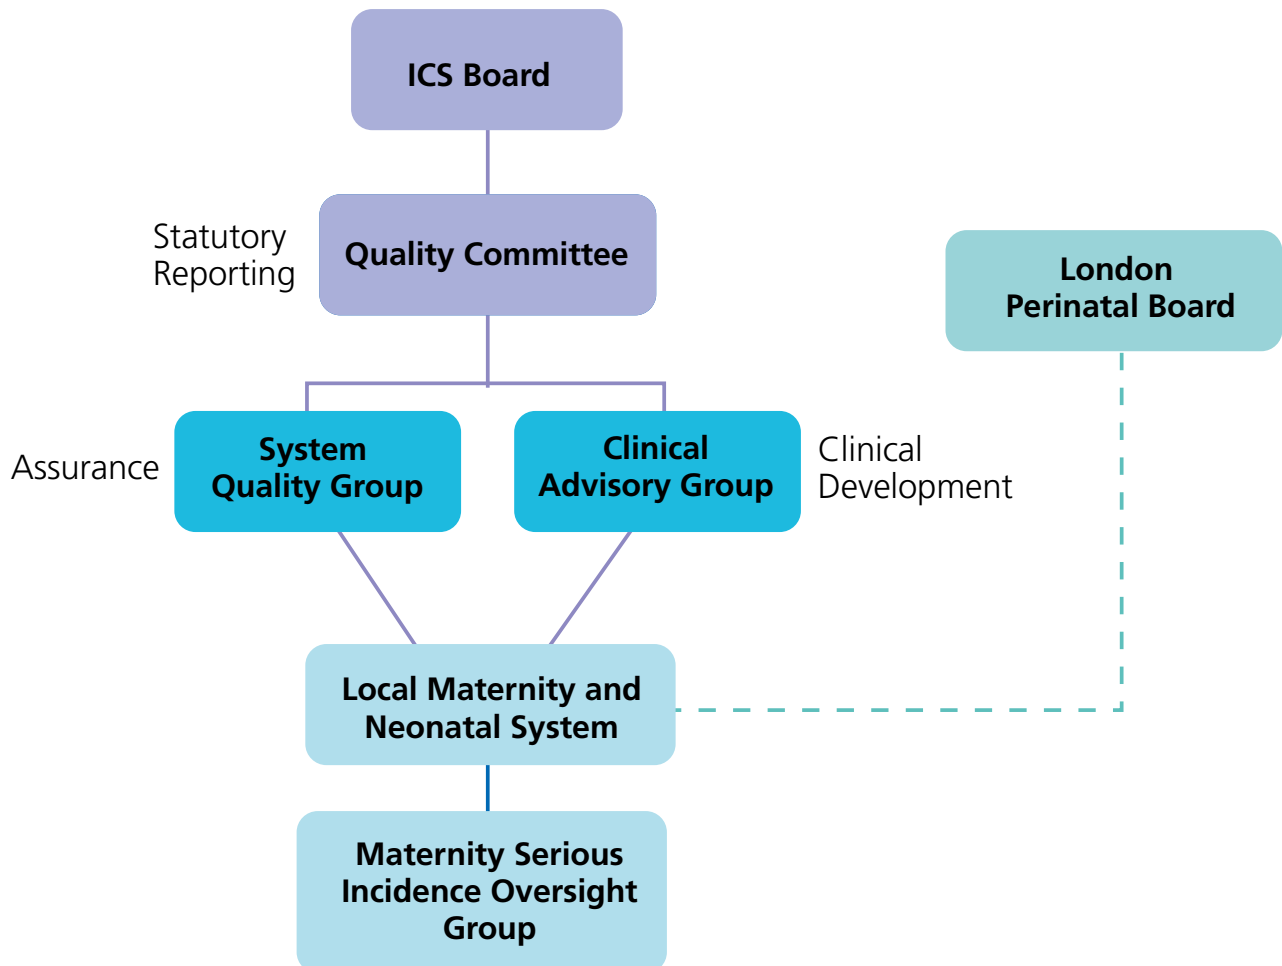 ICS Board
Statutory
Reporting
Quality Committee
London
Perinatal Board
Assurance
System
Quality Group
Clinical
Advisory Group
Clinical
Development
Local Maternity and
Neonatal System
Maternity Serious
Incidence Oversight
Group